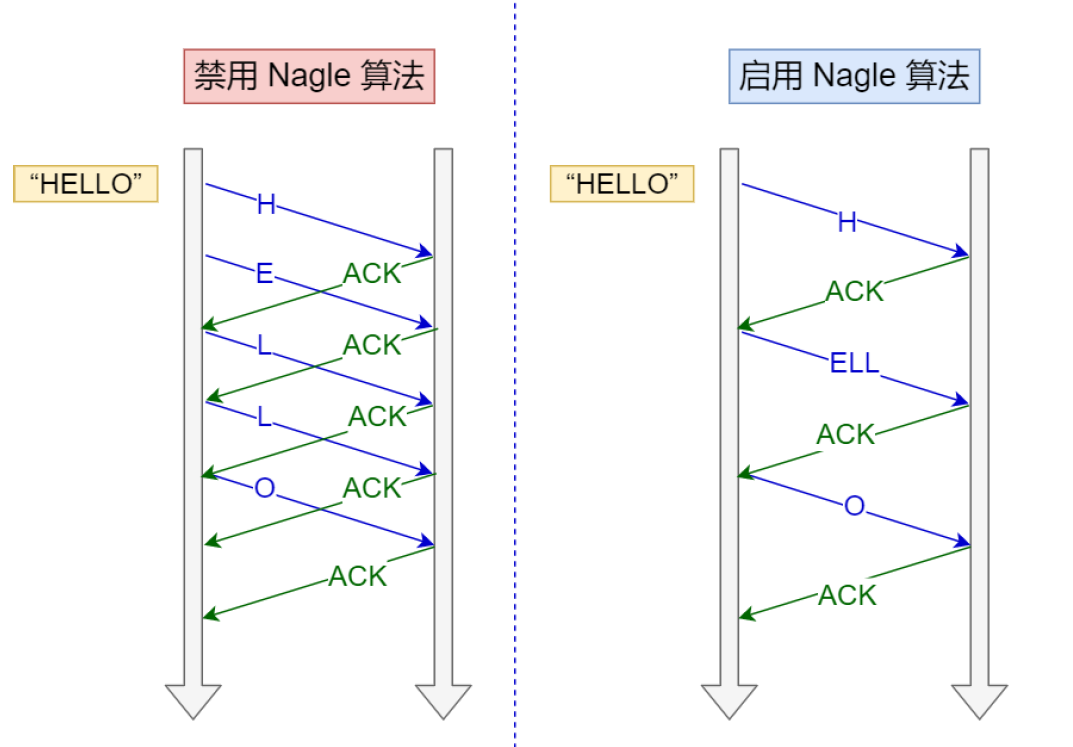 禁用 Nagle 算法
“HELLO”
H
ACK
E
ACK
L
ACK
L
ACK
O
ACK
启用 Nagle 算法
“HELLO”
H
ACK
ELL
ACK
O
ACK